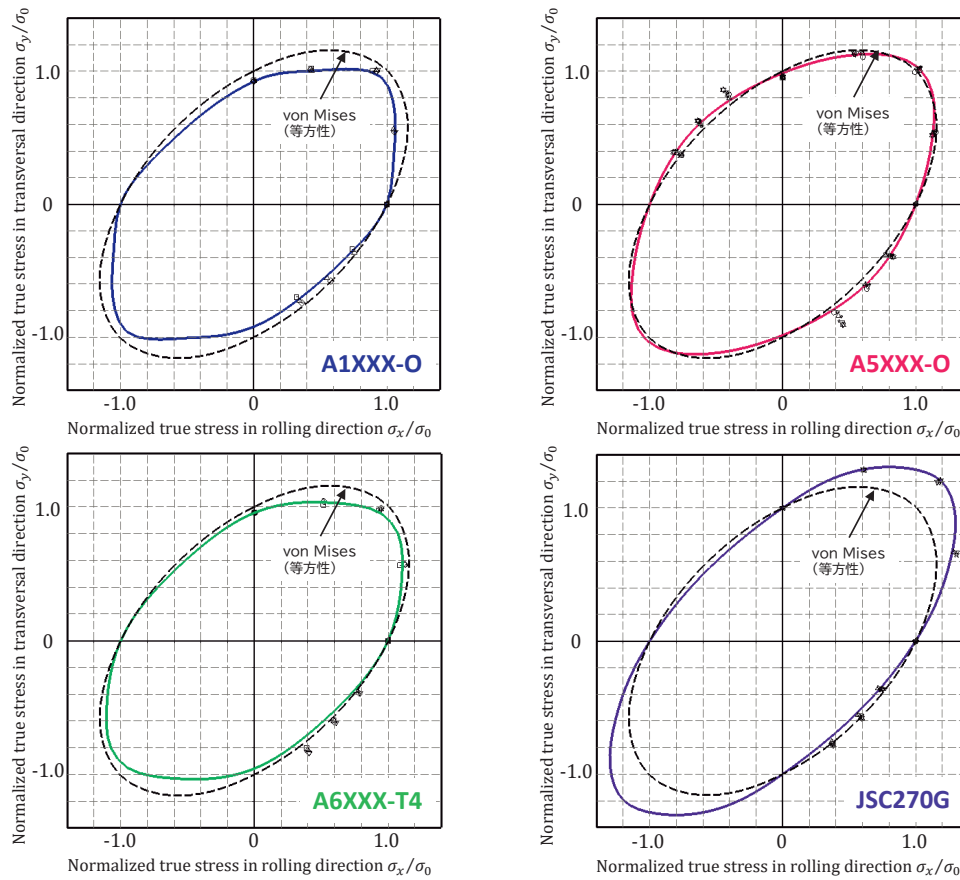 Normalized true stress in transversal direction σy/σ0
1.0
0
-1.0
von Mises
(等方性)
A1XXX-O
-1.0 0 1.0
Normalized true stress in rolling direction σx/σ0
Normalized true stress in transversal direction σy/σ0
1.0
0
-1.0
von Mises
(等方性)
A5XXX-O
-1.0 0 1.0
Normalized true stress in rolling direction σx/σ0
Normalized true stress in transversal direction σy/σ0
1.0
0
-1.0
von Mises
(等方性)
A6XXX-T4
-1.0 0 1.0
Normalized true stress in rolling direction σx/σ0
Normalized true stress in transversal direction σy/σ0
1.0
0
-1.0
von Mises
(等方性)
JSC270G
-1.0 0 1.0
Normalized true stress in rolling direction σx/σ0